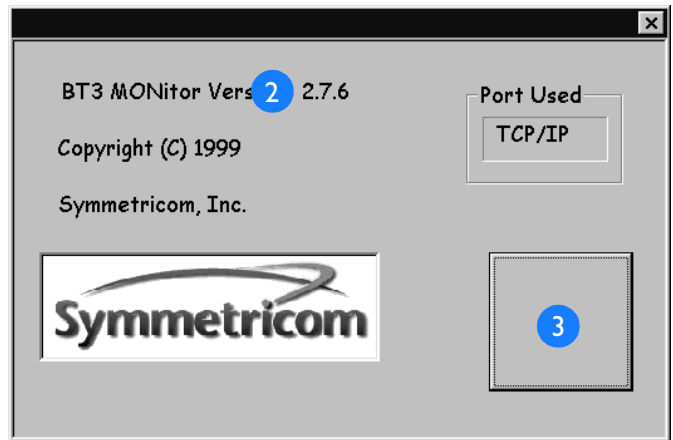 BT3 MONitor Vers 2 2.7.6
Port Used
TCP/IP
Copyright (C) 1999
Symmetricom, Inc.
Symmetricom
3